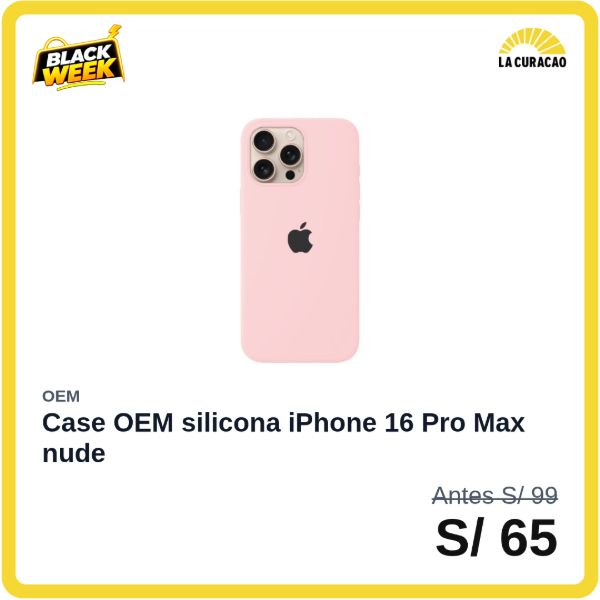 BLACK
WEEK
LA CURACAO
OEM
Case OEM silicona iPhone 16 Pro Max
nude
Antes S/ 99
S/ 65